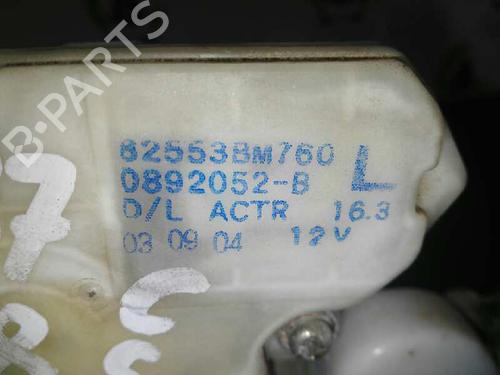 B-PARTS
82553BM760
0892052-B L
D/L ACTR 16.3
03 09 04 12V